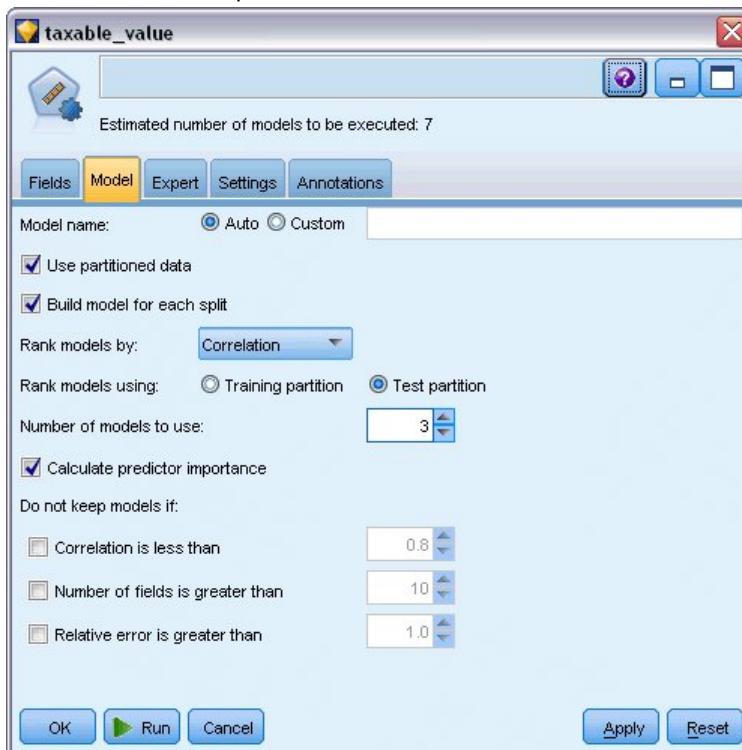 taxable_value
Estimated number of models to be executed: 7
Fields Model Expert Settings Annotations
Model name: Auto Custom
Use partitioned data
Build model for each split
Rank models by: Correlation
Rank models using: Training partition Test partition
Number of models to use: 3
Calculate predictor importance
Do not keep models if:
Correlation is less than 0.8
Number of fields is greater than 10
Relative error is greater than 1.0
OK Run Cancel Apply Reset